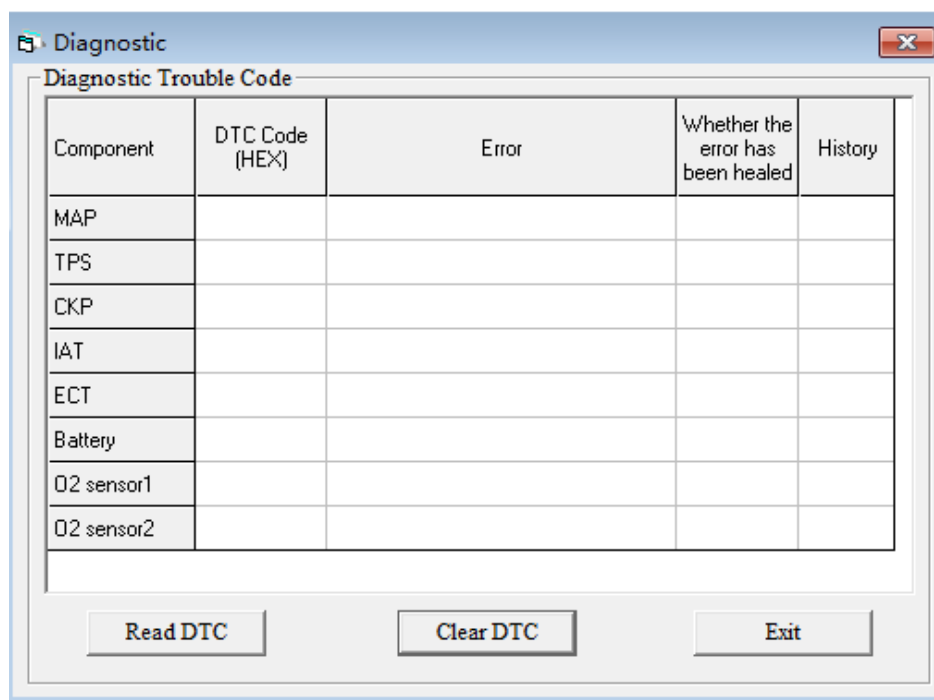 Diagnostic
Diagnostic Trouble Code
Component
DTC Code
(HEX)
Error
Whether the
error has
been healed
History
MAP
TPS
CKP
IAT
ECT
Battery
O2 sensor1
O2 sensor2
Read DTC
Clear DTC
Exit